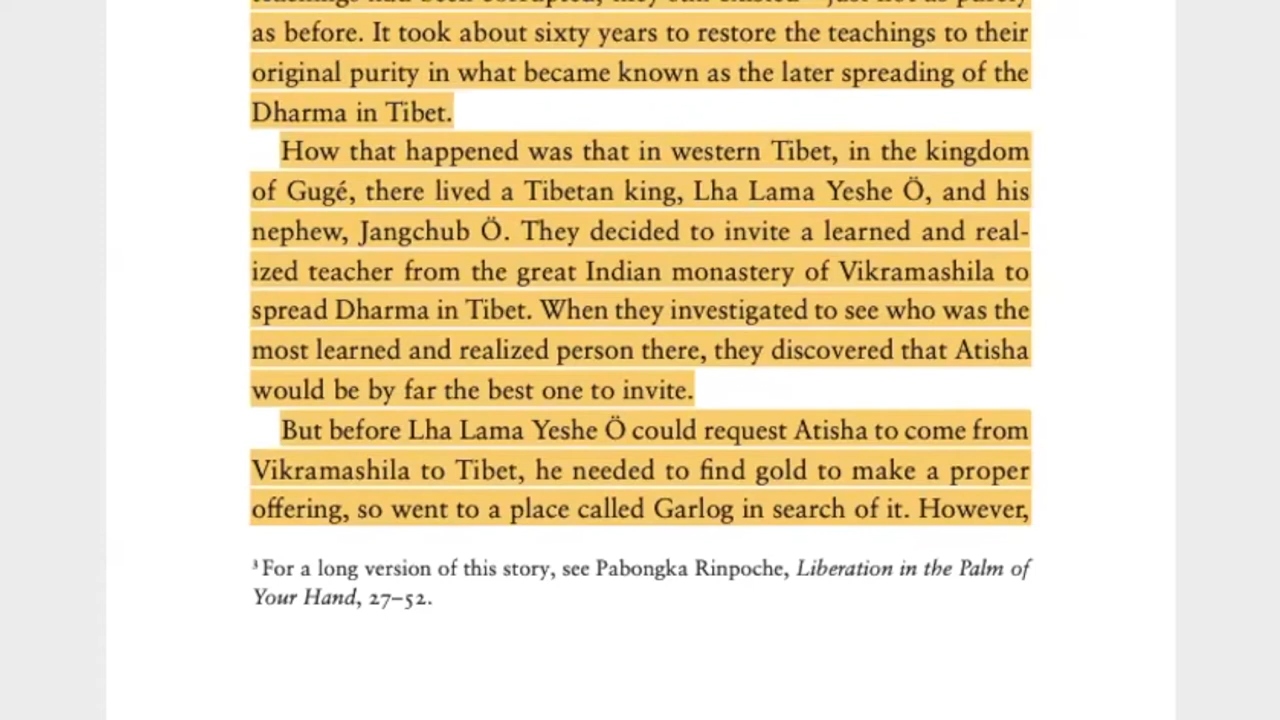 as before. It took about sixty years to restore the teachings to their
original purity in what became known as the later spreading of the
Dharma in Tibet.
How that happened was that in western Tibet, in the kingdom
of Gugé, there lived a Tibetan king, Lha Lama Yeshe Ö, and his
nephew, Jangchub Ö. They decided to invite a learned and real-
ized teacher from the great Indian monastery of Vikramashila to
spread Dharma in Tibet. When they investigated to see who was the
most learned and realized person there, they discovered that Atisha
would be by far the best one to invite.
But before Lha Lama Yeshe Ö could request Atisha to come from
Vikramashila to Tibet, he needed to find gold to make a proper
offering, so went to a place called Garlog in search of it. However,
³ For a long version of this story, see Pabongka Rinpoche, Liberation in the Palm of
Your Hand, 27–52.